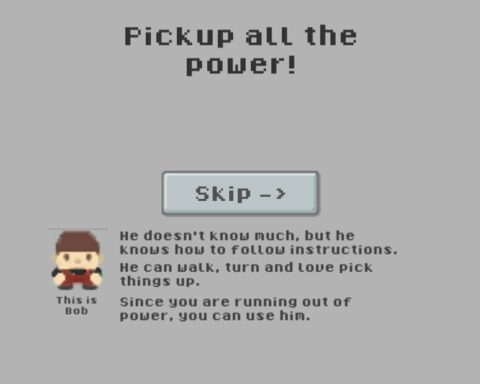 Pickup all the
power!
Skip ->
He doesn't know much, but he
knows how to follow instructions.
He can walk, turn and love pick
things up.
This is
Bob
Since you are running out of
power, you can use him.